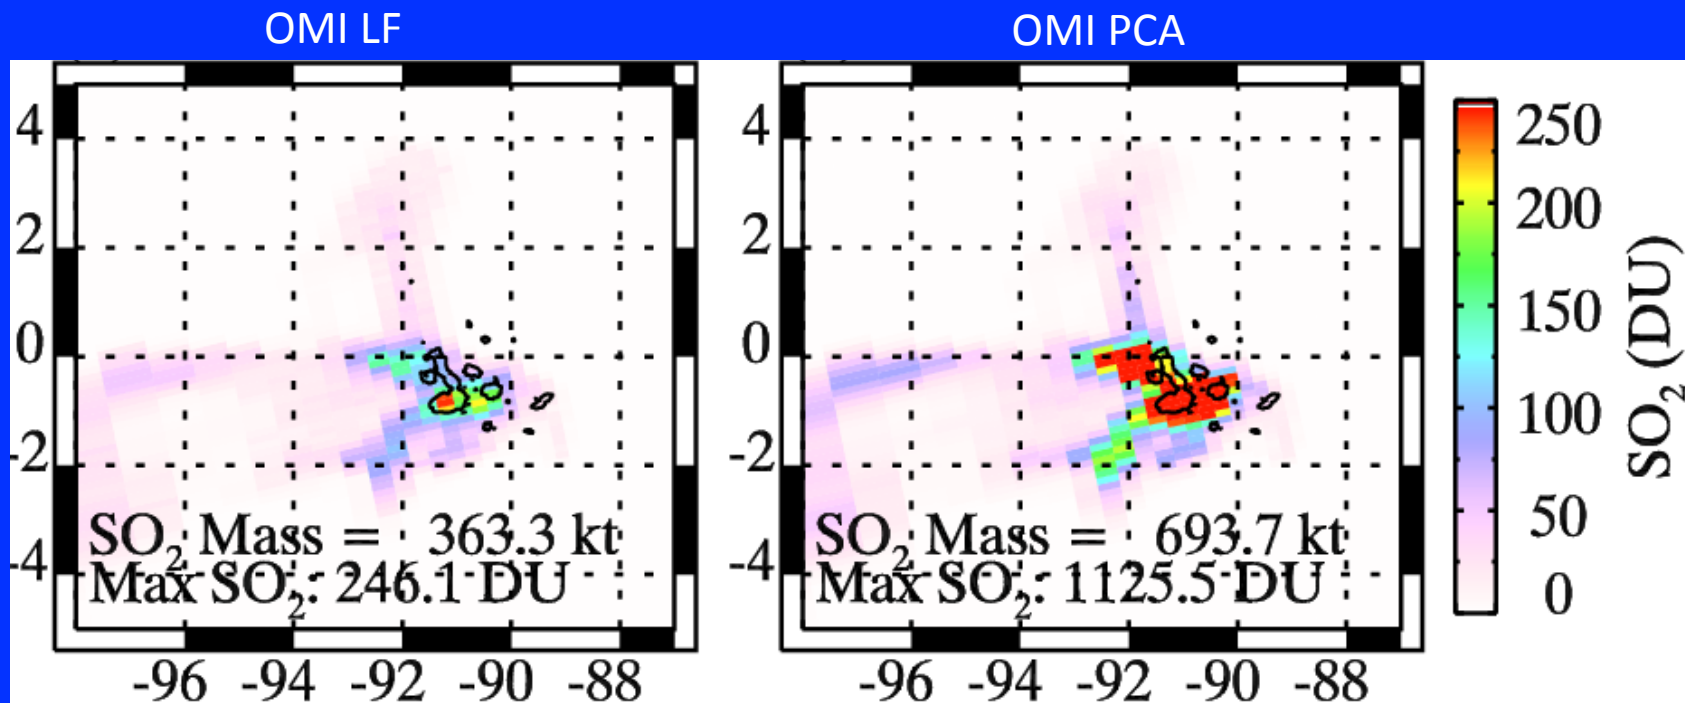 OMI LF
OMI PCA
4
2
0
-2
-4
SO₂ Mass = 363.3 kt
Max SO₂: 246.1 DU
-96 -94 -92 -90 -88
4
2
0
-2
-4
SO₂ Mass = 693.7 kt
Max SO₂: 1125.5 DU
-96 -94 -92 -90 -88
250
200
150
100
50
0
SO₂ (DU)